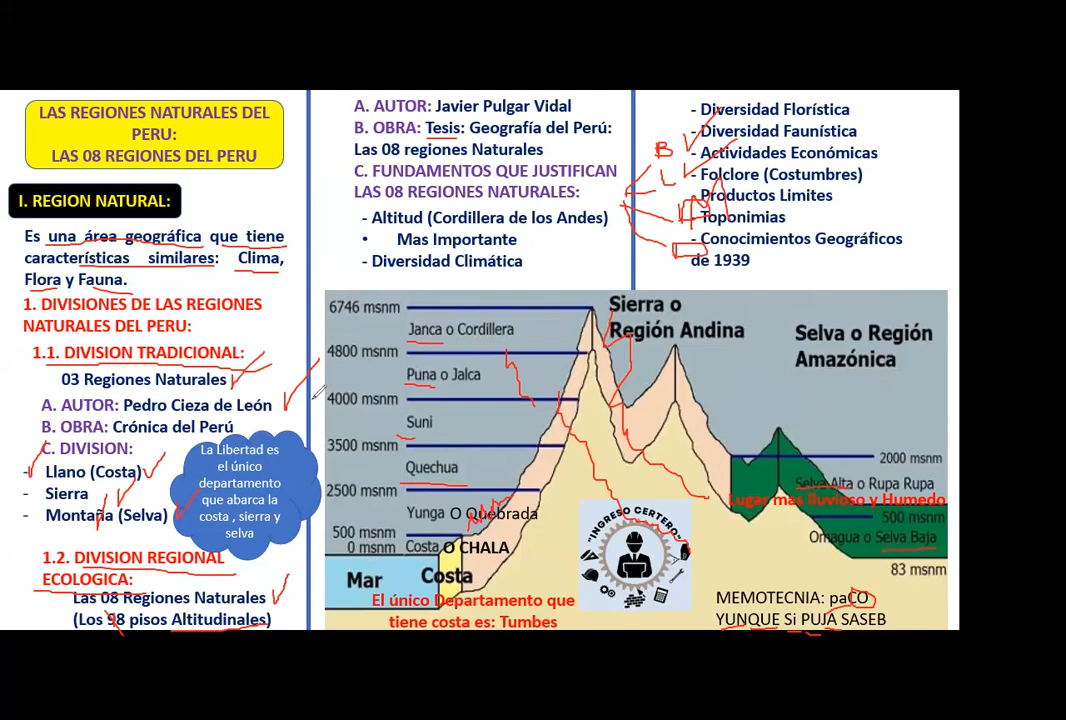 LAS REGIONES NATURALES DEL
PERU:
LAS 08 REGIONES DEL PERU
I. REGION NATURAL:
Es una área geográfica que tiene
características similares: Clima,
Flora y Fauna.
1. DIVISIONES DE LAS REGIONES
NATURALES DEL PERU:
1.1. DIVISION TRADICIONAL:
03 Regiones Naturales
A. AUTOR: Pedro Cieza de León
B. OBRA: Crónica del Perú
C. DIVISION:
- Llano (Costa)
- Sierra
- Montaña (Selva)
La Libertad es
el único
departamento
que abarca la
costa , sierra y
selva
1.2. DIVISION REGIONAL
ECOLOGICA:
Las 08 Regiones Naturales
(Los 98 pisos Altitudinales)
A. AUTOR: Javier Pulgar Vidal
B. OBRA: Tesis: Geografía del Perú:
Las 08 regiones Naturales
C. FUNDAMENTOS QUE JUSTIFICAN
LAS 08 REGIONES NATURALES:
- Altitud (Cordillera de los Andes)
• Mas Importante
- Diversidad Climática
- Diversidad Florística
- Diversidad Faunística
- Actividades Económicas
- Folclore (Costumbres)
- Productos Limites
- Toponimias
- Conocimientos Geográficos
de 1939
B
L
6746 msnm
Janca o Cordillera
4800 msnm
Puna o Jalca
4000 msnm
Suni
3500 msnm
Quechua
2500 msnm
Yunga O Quebrada
500 msnm
0 msnm
Costa O CHALA
Mar
Costa
Sierra o
Región Andina
Selva o Región
Amazónica
2000 msnm
Selva Alta o Rupa Rupa
Lugar mas lluvioso y Humedo
500 msnm
Omagua o Selva Baja
83 msnm
"INGRESO CERTERO"
El único Departamento que
tiene costa es: Tumbes
MEMOTECNIA: paCO
YUNQUE Si PUJA SASEB